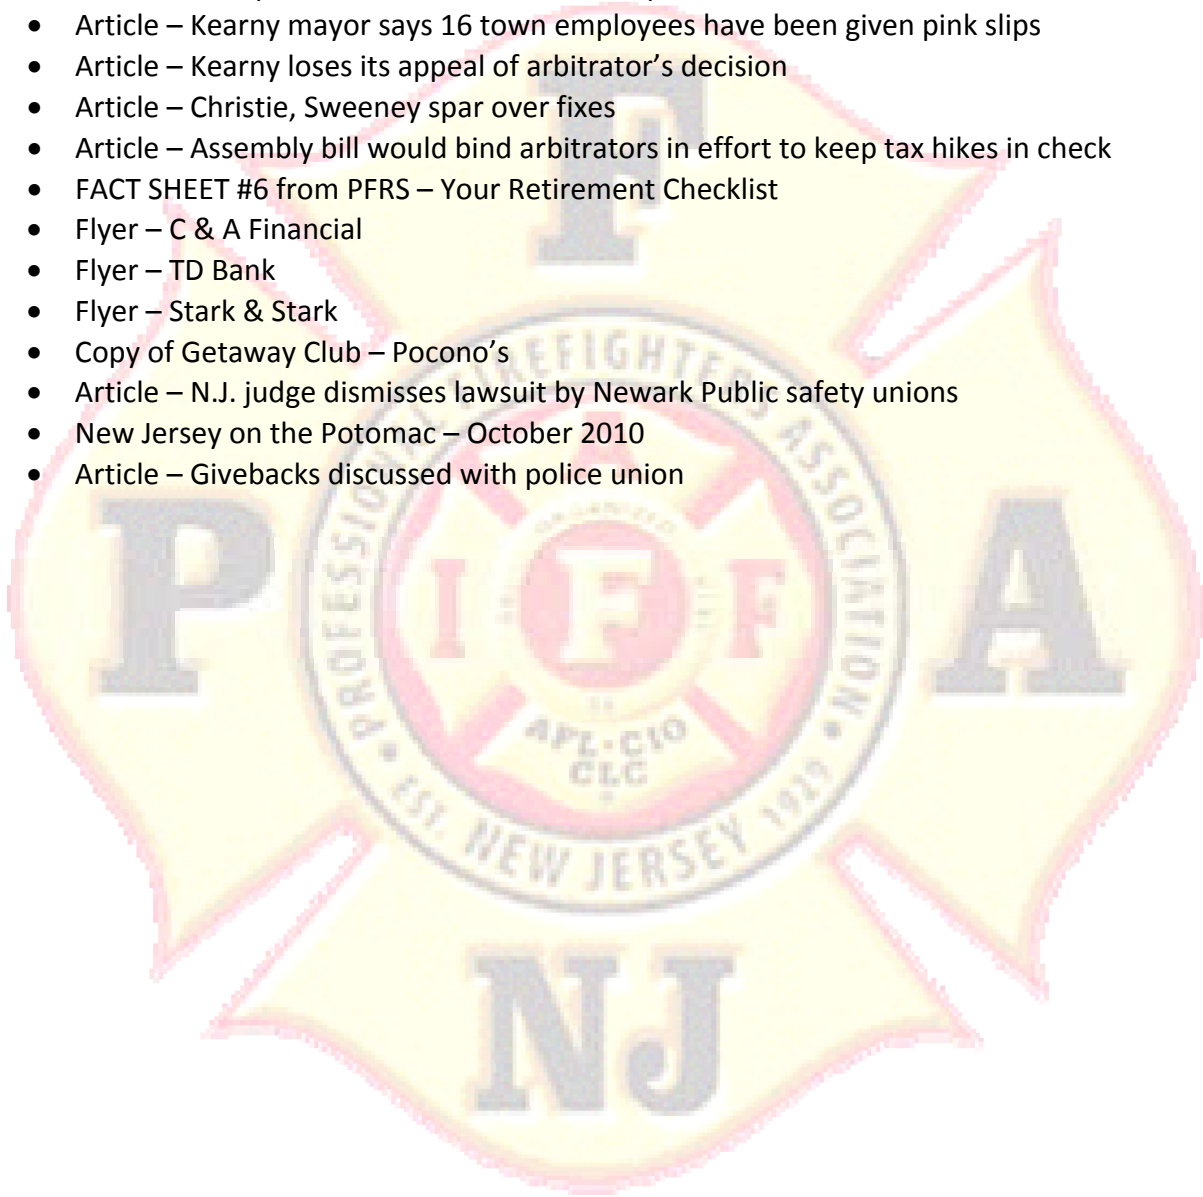 • Article – Kearny mayor says 16 town employees have been given pink slips
• Article – Kearny loses its appeal of arbitrator’s decision
• Article – Christie, Sweeney spar over fixes
• Article – Assembly bill would bind arbitrators in effort to keep tax hikes in check
• FACT SHEET #6 from PFRS – Your Retirement Checklist
• Flyer – C & A Financial
• Flyer – TD Bank
• Flyer – Stark & Stark
• Copy of Getaway Club – Pocono’s
• Article – N.J. judge dismisses lawsuit by Newark Public safety unions
• New Jersey on the Potomac – October 2010
• Article – Givebacks discussed with police union
F
PROFESSIONAL FIREFIGHTERS ASSOCIATION
P
A
A
ORGANIZED
I F F
AFL-CIO
CLC
• EST. NEW JERSEY 1929 •
NJ